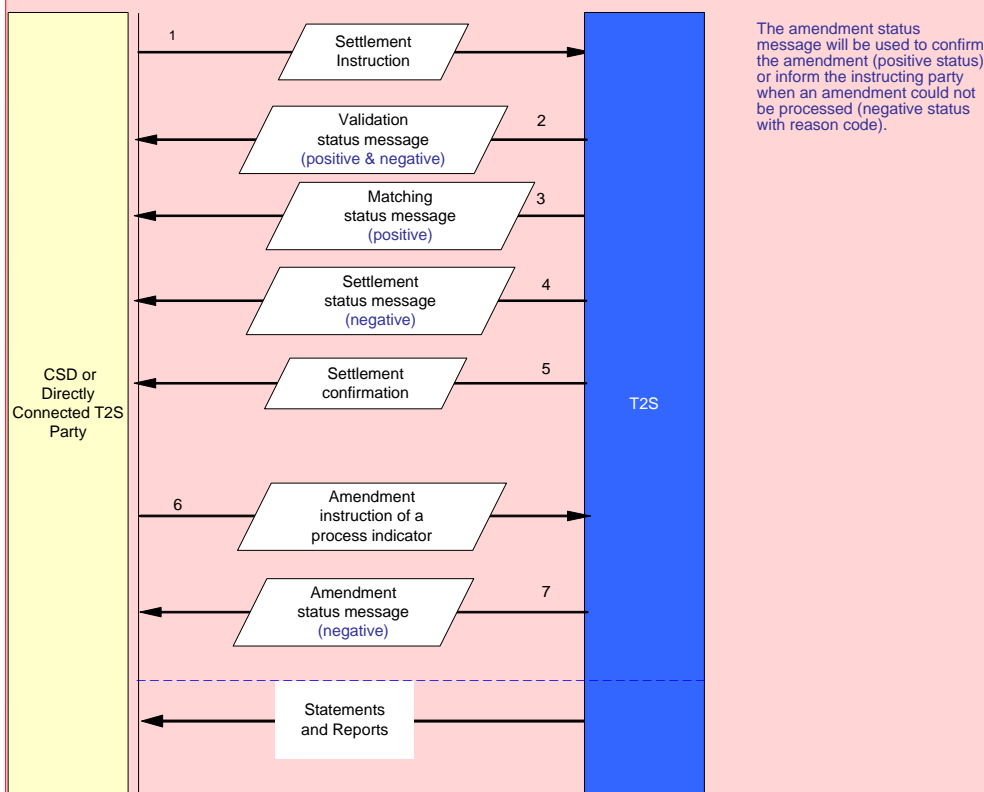 1
Settlement
Instruction
The amendment status
message will be used to confirm
the amendment (positive status)
or inform the instructing party
when an amendment could not
be processed (negative status
with reason code).
Validation
status message
(positive & negative)
2
Matching
status message
(positive)
3
Settlement
status message
(negative)
4
Settlement
confirmation
5
CSD or
Directly
Connected T2S
Party
T2S
6
Amendment
instruction of a
process indicator
Amendment
status message
(negative)
7
Statements
and Reports